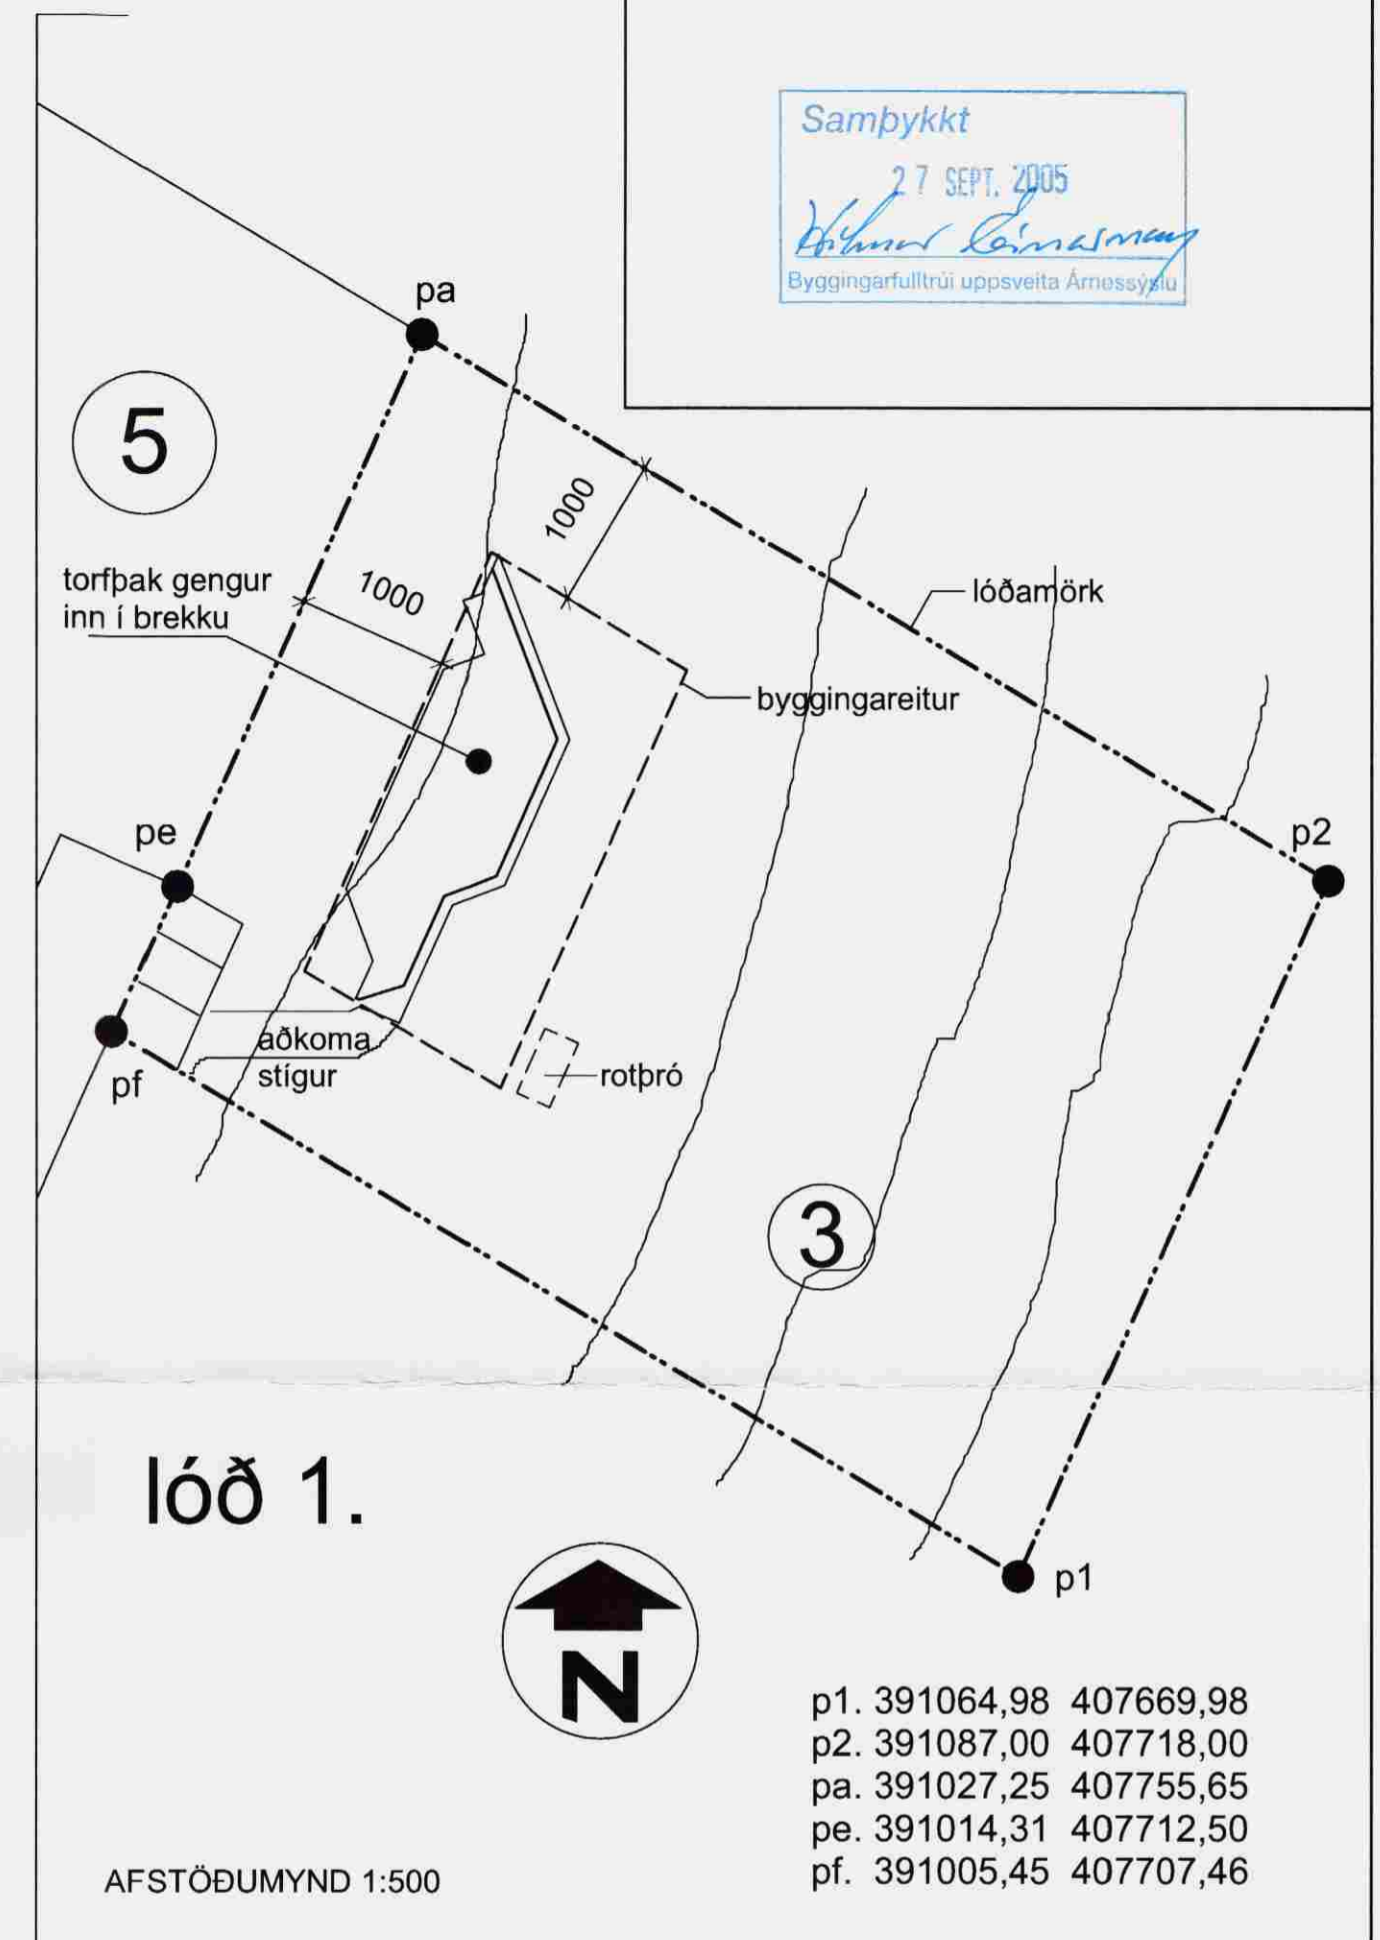 Samþykkt
27 SEPT. 2005
Byggingarfulltrúi uppsveita Árnessýslu
pa
5
1000
torfþak gengur
inn í brekku
1000
lóðamörk
byggingareitur
pe
p2
aðkoma
stígur
rotþró
pf
3
lóð 1.
p1
N
p1. 391064,98 407669,98
p2. 391087,00 407718,00
pa. 391027,25 407755,65
pe. 391014,31 407712,50
pf. 391005,45 407707,46
AFSTÖÐUMYND 1:500